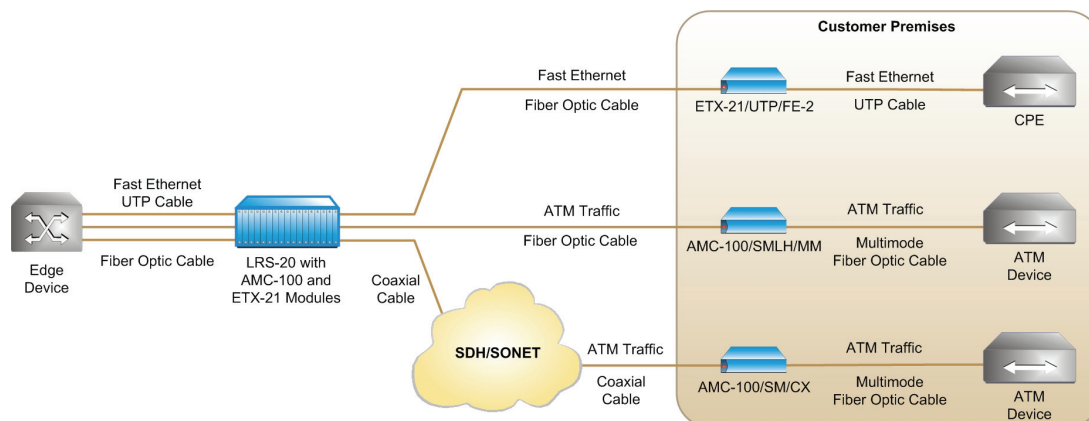 Customer Premises
Fast Ethernet
Fiber Optic Cable
ETX-21/UTP/FE-2
Fast Ethernet
UTP Cable
CPE
Fast Ethernet
UTP Cable
Fiber Optic Cable
Edge
Device
LRS-20 with
AMC-100 and
ETX-21 Modules
ATM Traffic
Fiber Optic Cable
AMC-100/SMLH/MM
ATM Traffic
Multimode
Fiber Optic Cable
ATM
Device
Coaxial
Cable
SDH/SONET
ATM Traffic
Coaxial
Cable
AMC-100/SM/CX
ATM Traffic
Multimode
Fiber Optic Cable
ATM
Device